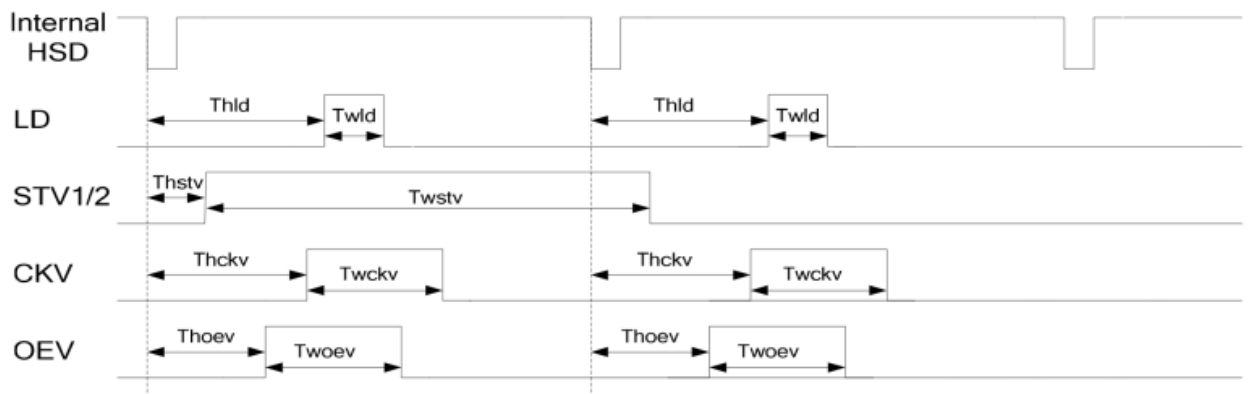 Internal
HSD
LD
Thld
Twld
Thld
Twld
STV1/2
Thstv
Twstv
CKV
Thckv
Twckv
Thckv
Twckv
OEV
Thoev
Twoev
Thoev
Twoev